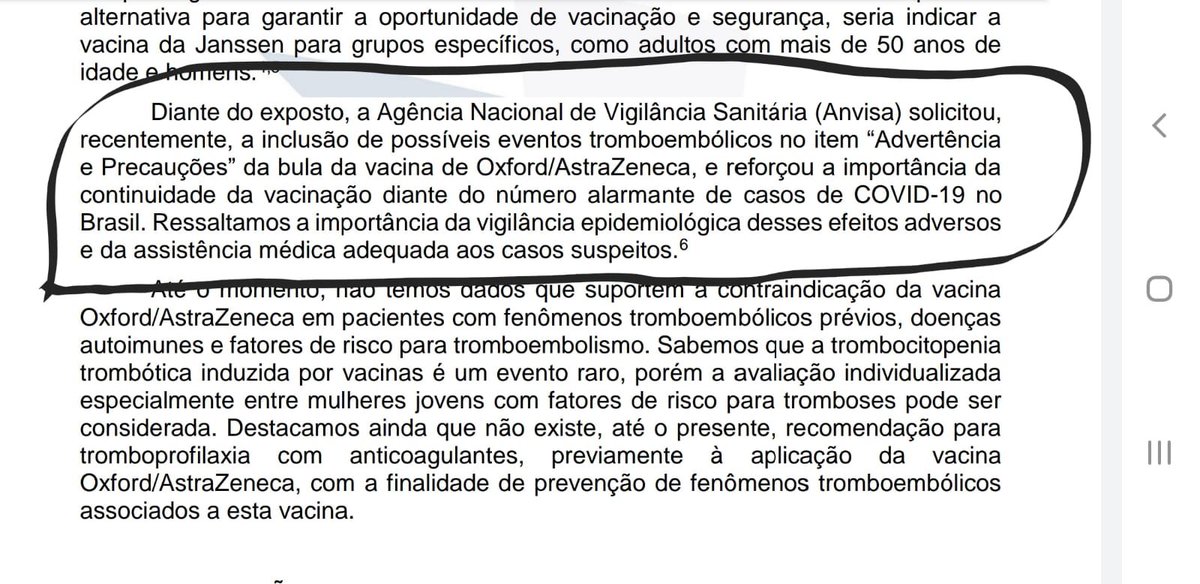 alternativa para garantir a oportunidade de vacinação e segurança, seria indicar a
vacina da Janssen para grupos específicos, como adultos com mais de 50 anos de
idade e homens.
Diante do exposto, a Agência Nacional de Vigilância Sanitária (Anvisa) solicitou,
recentemente, a inclusão de possíveis eventos tromboembólicos no item “Advertência
e Precauções” da bula da vacina de Oxford/AstraZeneca, e reforçou a importância da
continuidade da vacinação diante do número alarmante de casos de COVID-19 no
Brasil. Ressaltamos a importância da vigilância epidemiológica desses efeitos adversos
e da assistência médica adequada aos casos suspeitos.6
Até o momento, não temos dados que suportem a contraindicação da vacina
Oxford/AstraZeneca em pacientes com fenômenos tromboembólicos prévios, doenças
autoimunes e fatores de risco para tromboembolismo. Sabemos que a trombocitopenia
trombótica induzida por vacinas é um evento raro, porém a avaliação individualizada
especialmente entre mulheres jovens com fatores de risco para tromboses pode ser
considerada. Destacamos ainda que não existe, até o presente, recomendação para
tromboprofilaxia com anticoagulantes, previamente à aplicação da vacina
Oxford/AstraZeneca, com a finalidade de prevenção de fenômenos tromboembólicos
associados a esta vacina.